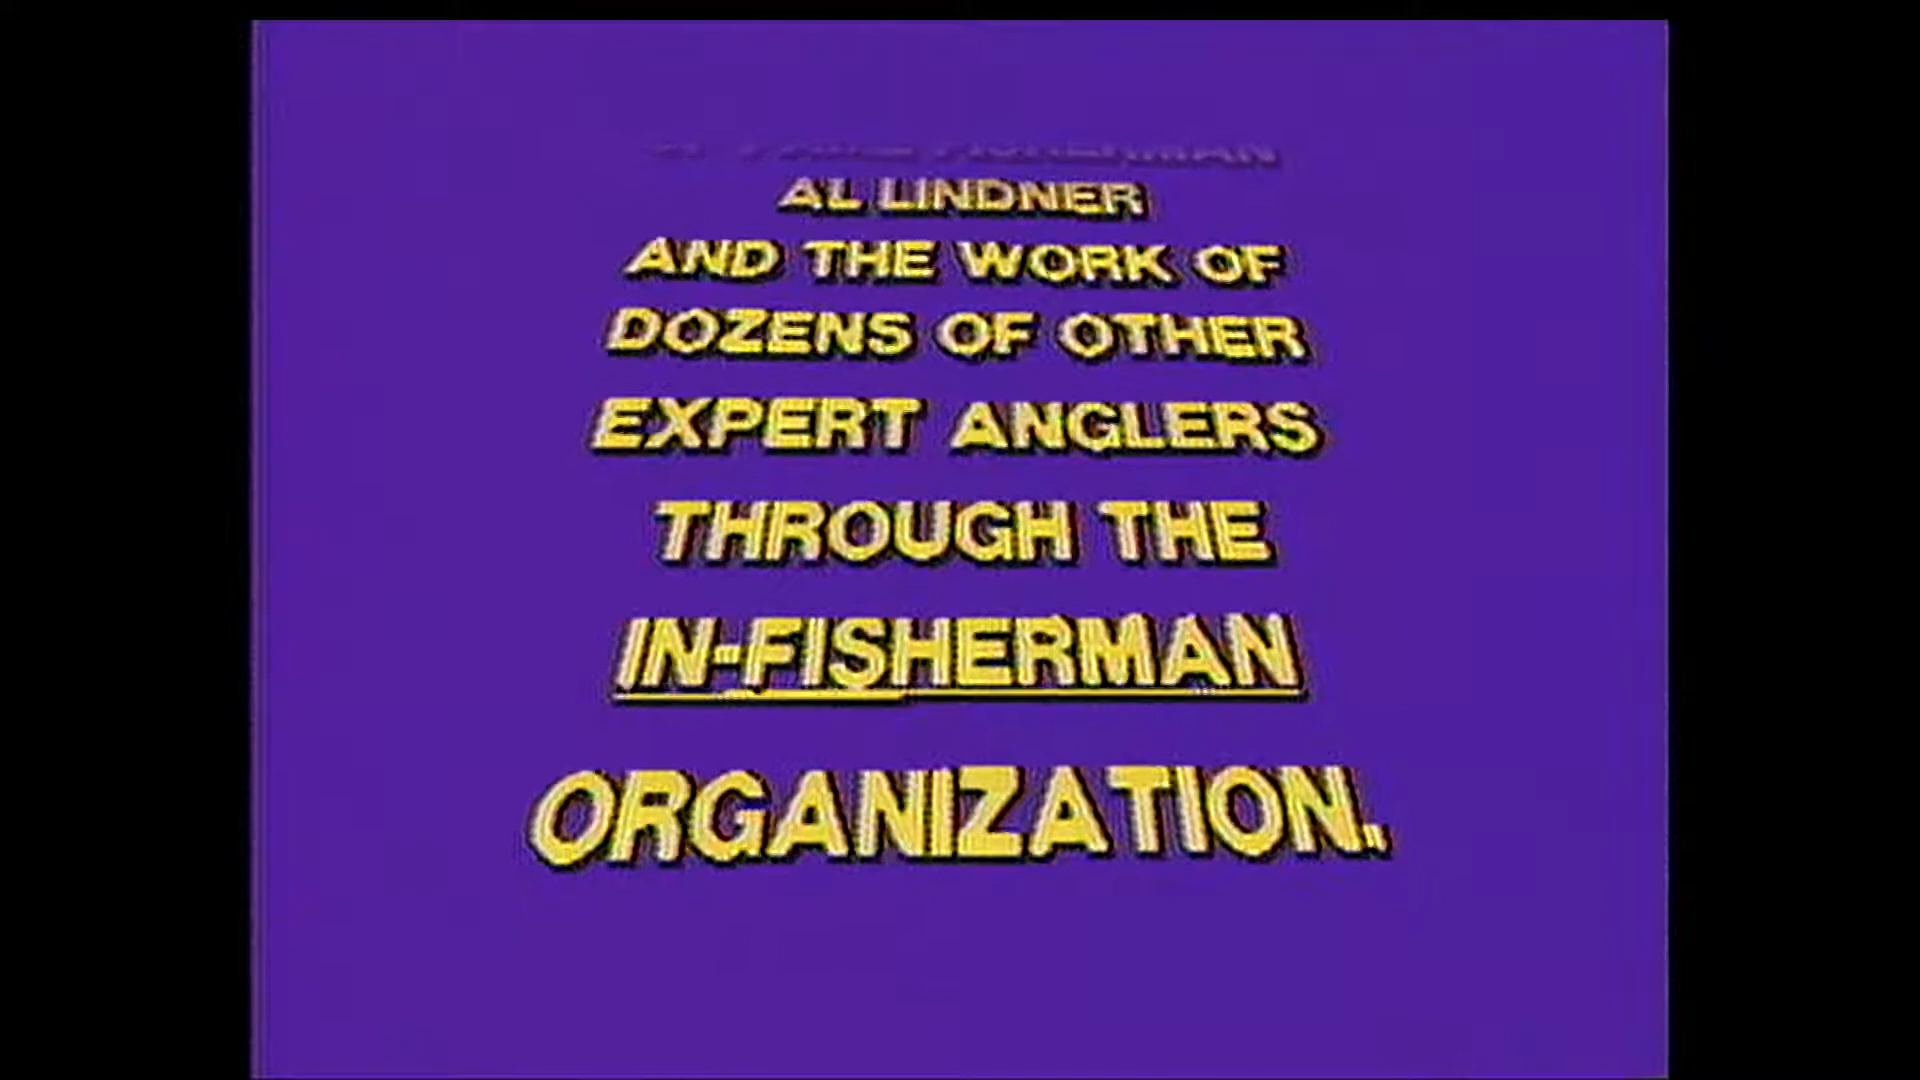 AL LINDNER
AND THE WORK OF
DOZENS OF OTHER
EXPERT ANGLERS
THROUGH THE
IN-FISHERMAN
ORGANIZATION.